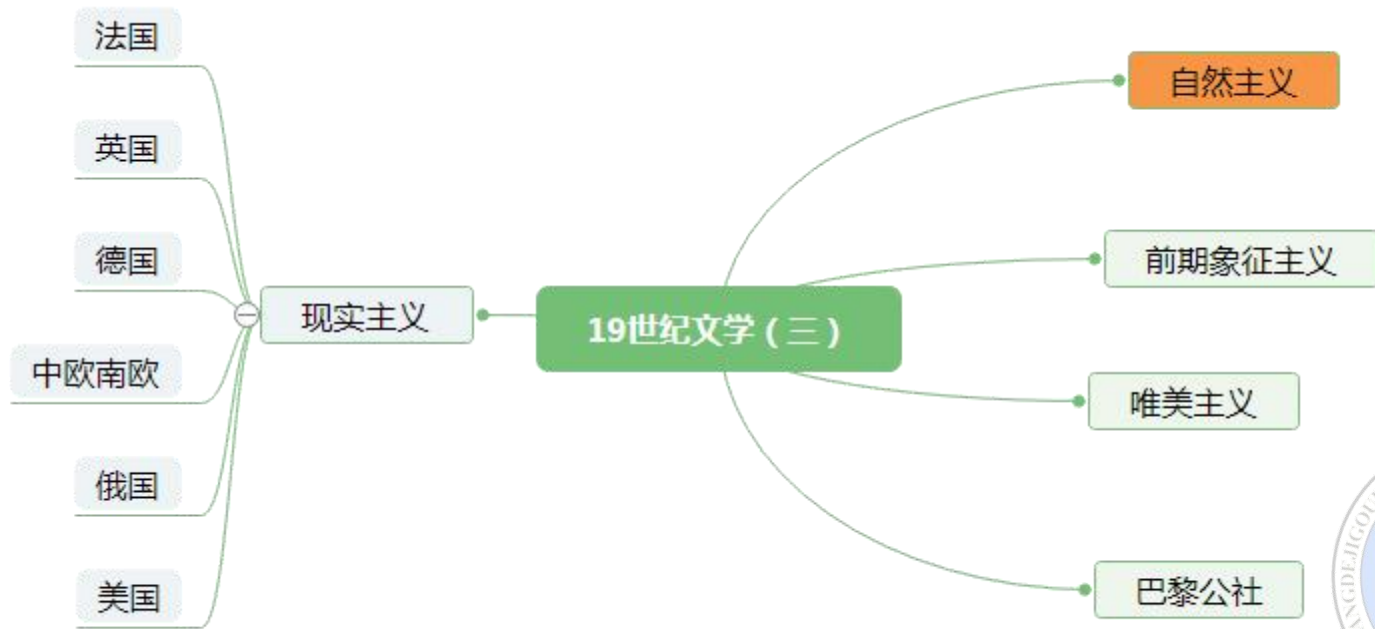 法国
英国
德国
中欧南欧
俄国
美国
现实主义
19世纪文学（三）
自然主义
前期象征主义
唯美主义
巴黎公社